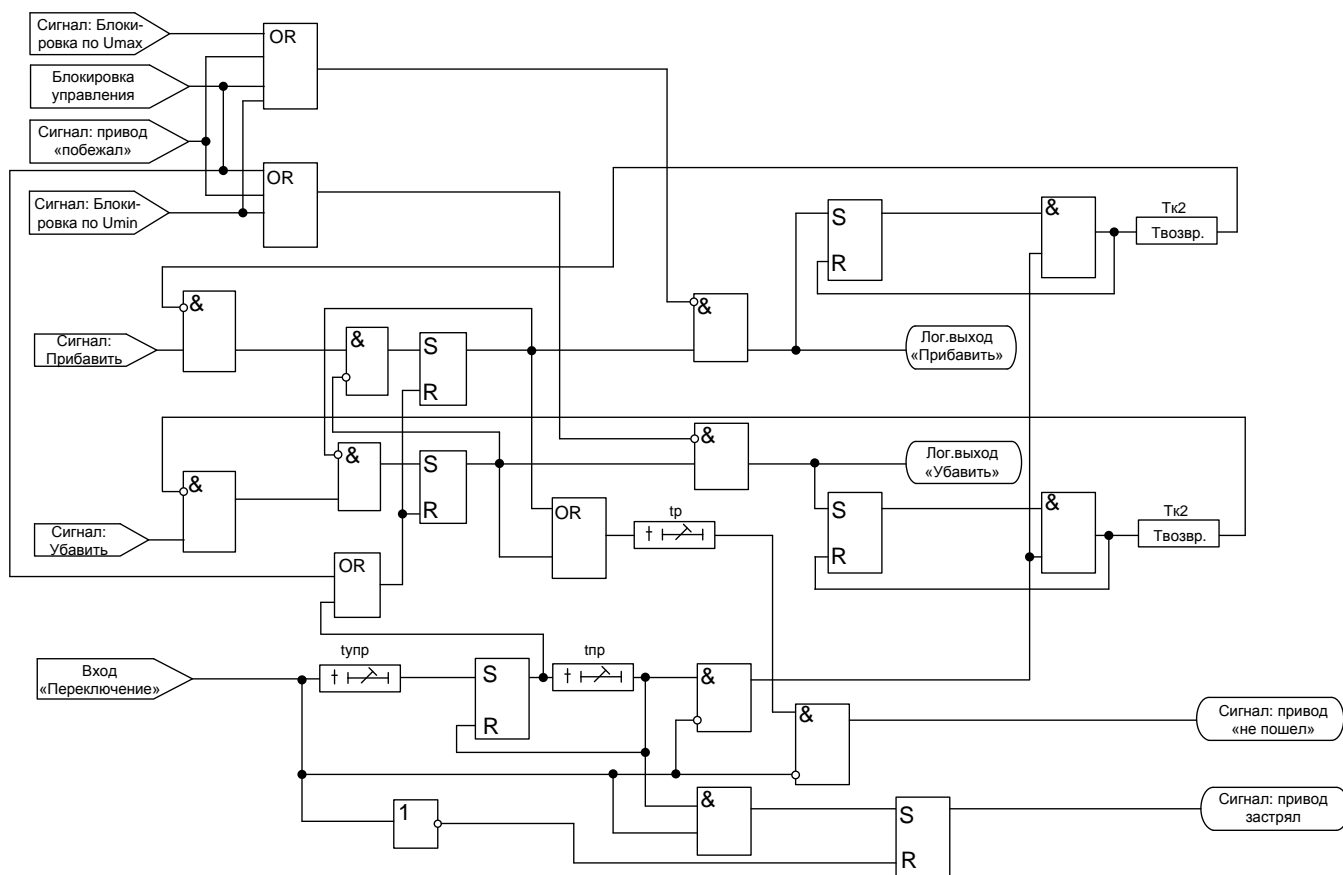 Сигнал: Блоки-
ровка по Umax
OR
Блокировка
управления
Сигнал: привод
«побежал»
OR
Сигнал: Блоки-
ровка по Umin
S
R
&
Тк2
Твозвр.
&
Сигнал:
Прибавить
&
S
R
&
Лог.выход
«Прибавить»
&
Сигнал:
Убавить
&
S
R
&
Лог.выход
«Убавить»
OR
tр
S
R
&
Тк2
Твозвр.
OR
Вход
«Переключение»
tупр
S
R
tпр
&
&
Сигнал: привод
«не пошел»
1
&
S
R
Сигнал: привод
застрял